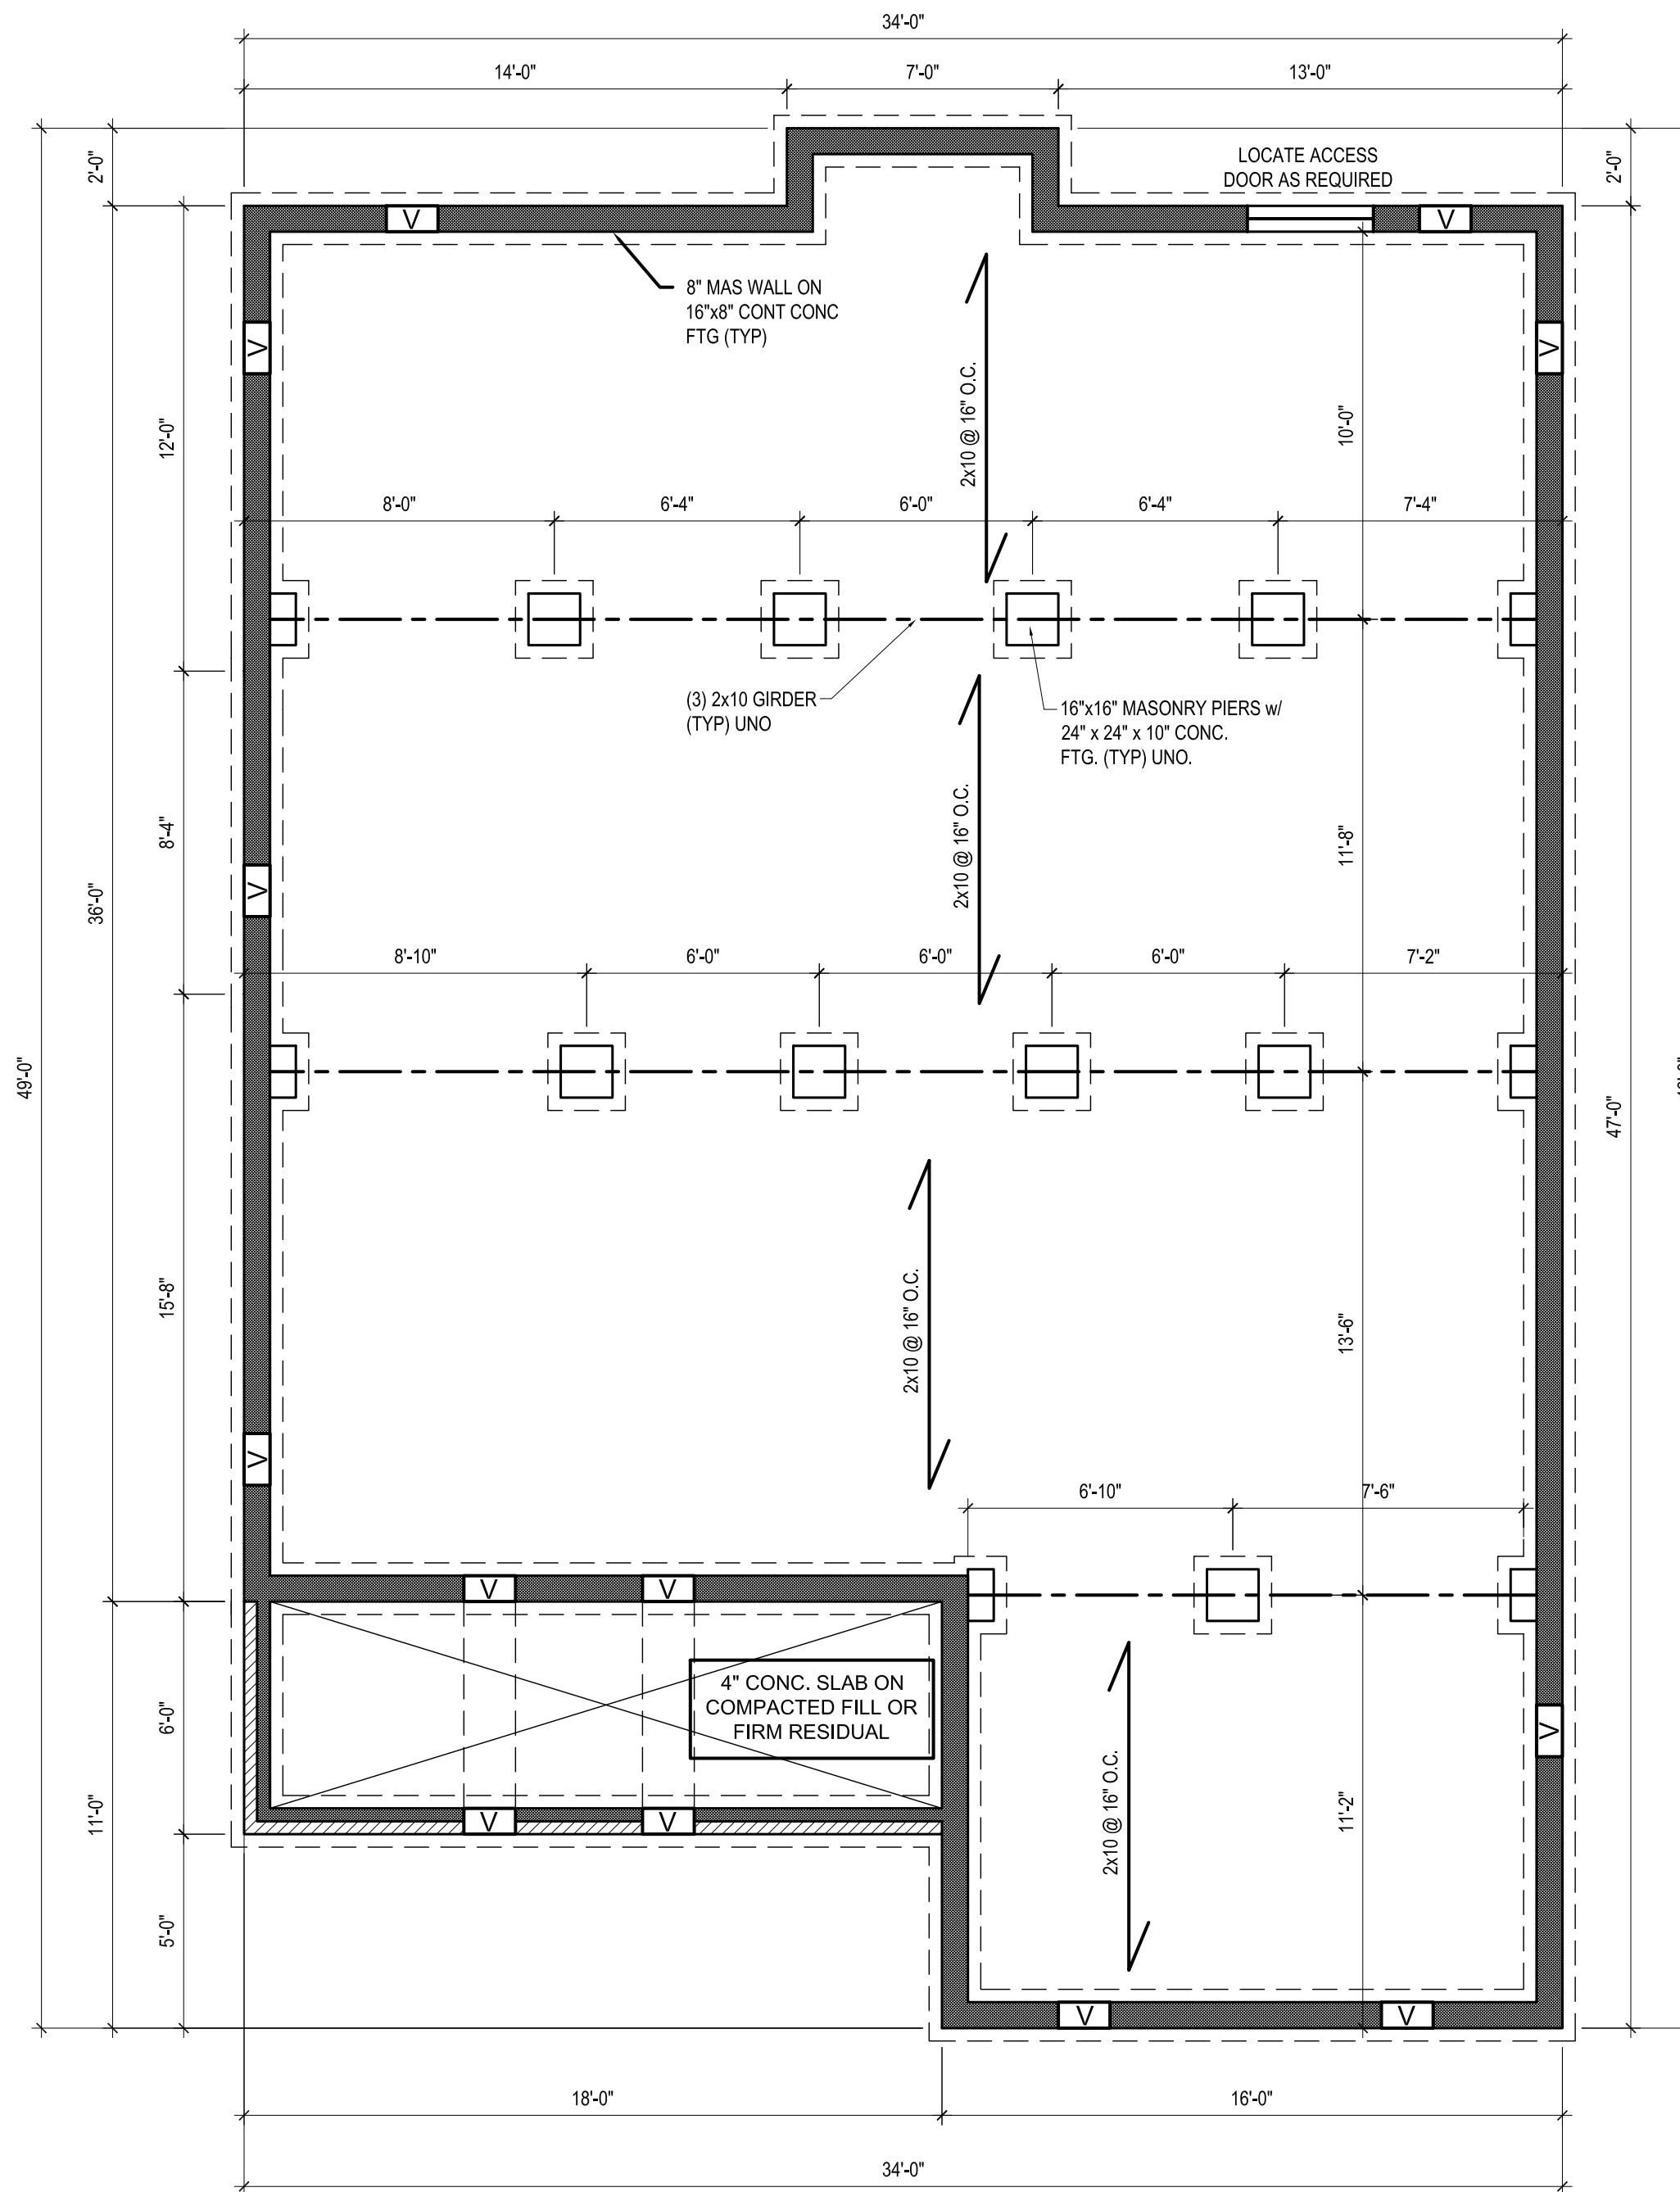 34'-0"
14'-0"
7'-0"
13'-0"
2'-0"
2'-0"
LOCATE ACCESS
DOOR AS REQUIRED
V
V
8" MAS WALL ON
16"x8" CONT CONC
FTG (TYP)
V
V
2x10 @ 16" O.C.
10'-0"
12'-0"
8'-0"
6'-4"
6'-0"
6'-4"
7'-4"
(3) 2x10 GIRDER
(TYP) UNO
16"x16" MASONRY PIERS w/
24" x 24" x 10" CONC.
FTG. (TYP) UNO.
8'-4"
36'-0"
V
2x10 @ 16" O.C.
11'-8"
8'-10"
6'-0"
6'-0"
6'-0"
7'-2"
49'-0"
47'-0"
15'-8"
2x10 @ 16" O.C.
13'-6"
V
6'-10"
7'-6"
V
V
4" CONC. SLAB ON
COMPACTED FILL OR
FIRM RESIDUAL
6'-0"
V
11'-0"
V
V
2x10 @ 16" O.C.
11'-2"
5'-0"
V
V
18'-0"
16'-0"
34'-0"